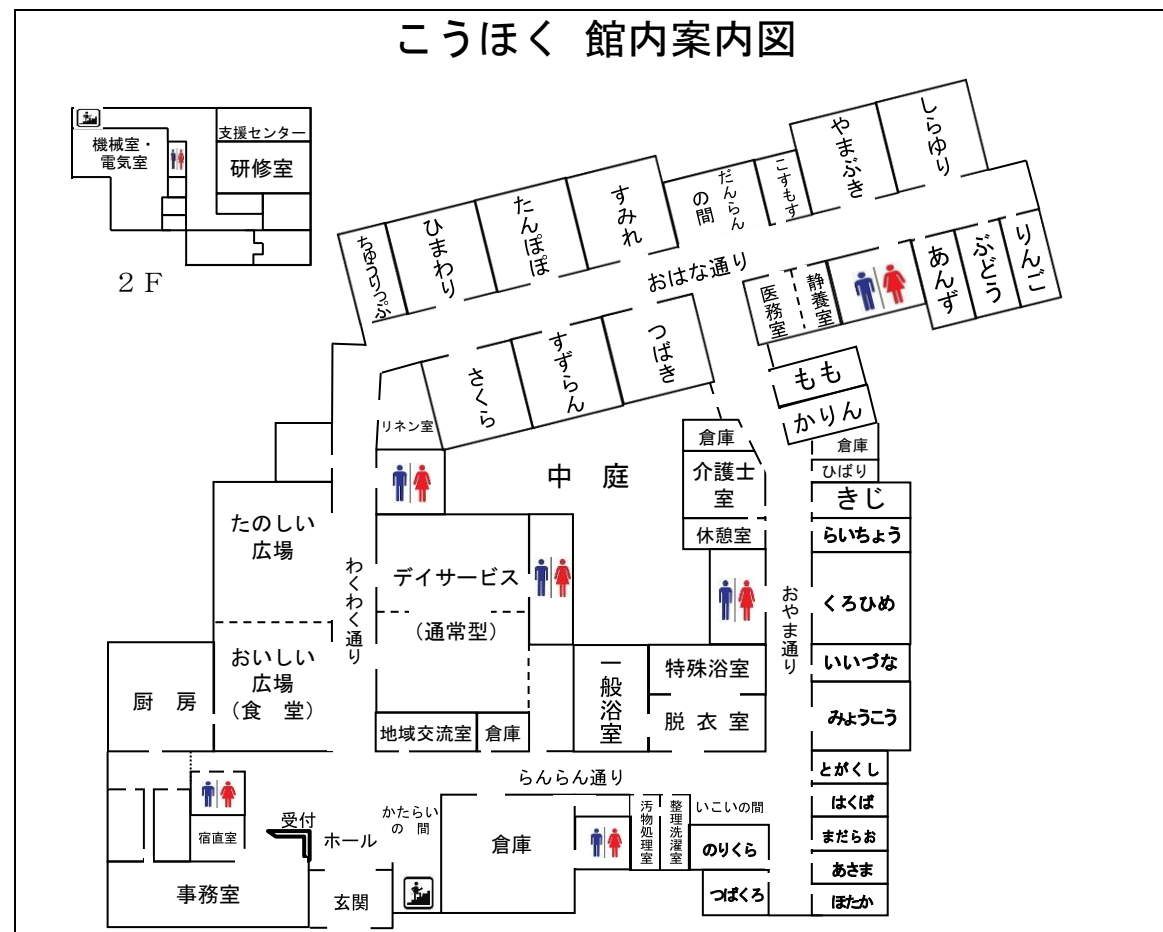 こうほく 館内案内図
支援センター
機械室・
電気室
研修室
２Ｆ
しらゆり
やまぶき
こすもす
だんらん
の間
すみれ
たんぽぽ
ひまわり
ちゅうりっぷ
おはな通り
りんご
ぶどう
あんず
静養室
医務室
つばき
すずらん
さくら
もも
かりん
リネン室
倉庫
倉庫
中 庭
介護士
室
ひばり
きじ
休憩室
らいちょう
たのしい
広場
わくわく通り
デイサービス
（通常型）
おやま通り
くろひめ
おいしい
広場
（食 堂）
厨 房
一般浴室
特殊浴室
いいづな
脱 衣 室
みょうこう
地域交流室
倉庫
らんらん通り
とがくし
はくば
まだらお
あさま
ほたか
受付
宿直室
ホール
かたらい
の 間
倉庫
汚物処理室
整理洗濯室
いこいの間
のりくら
つばくろ
事務室
玄関